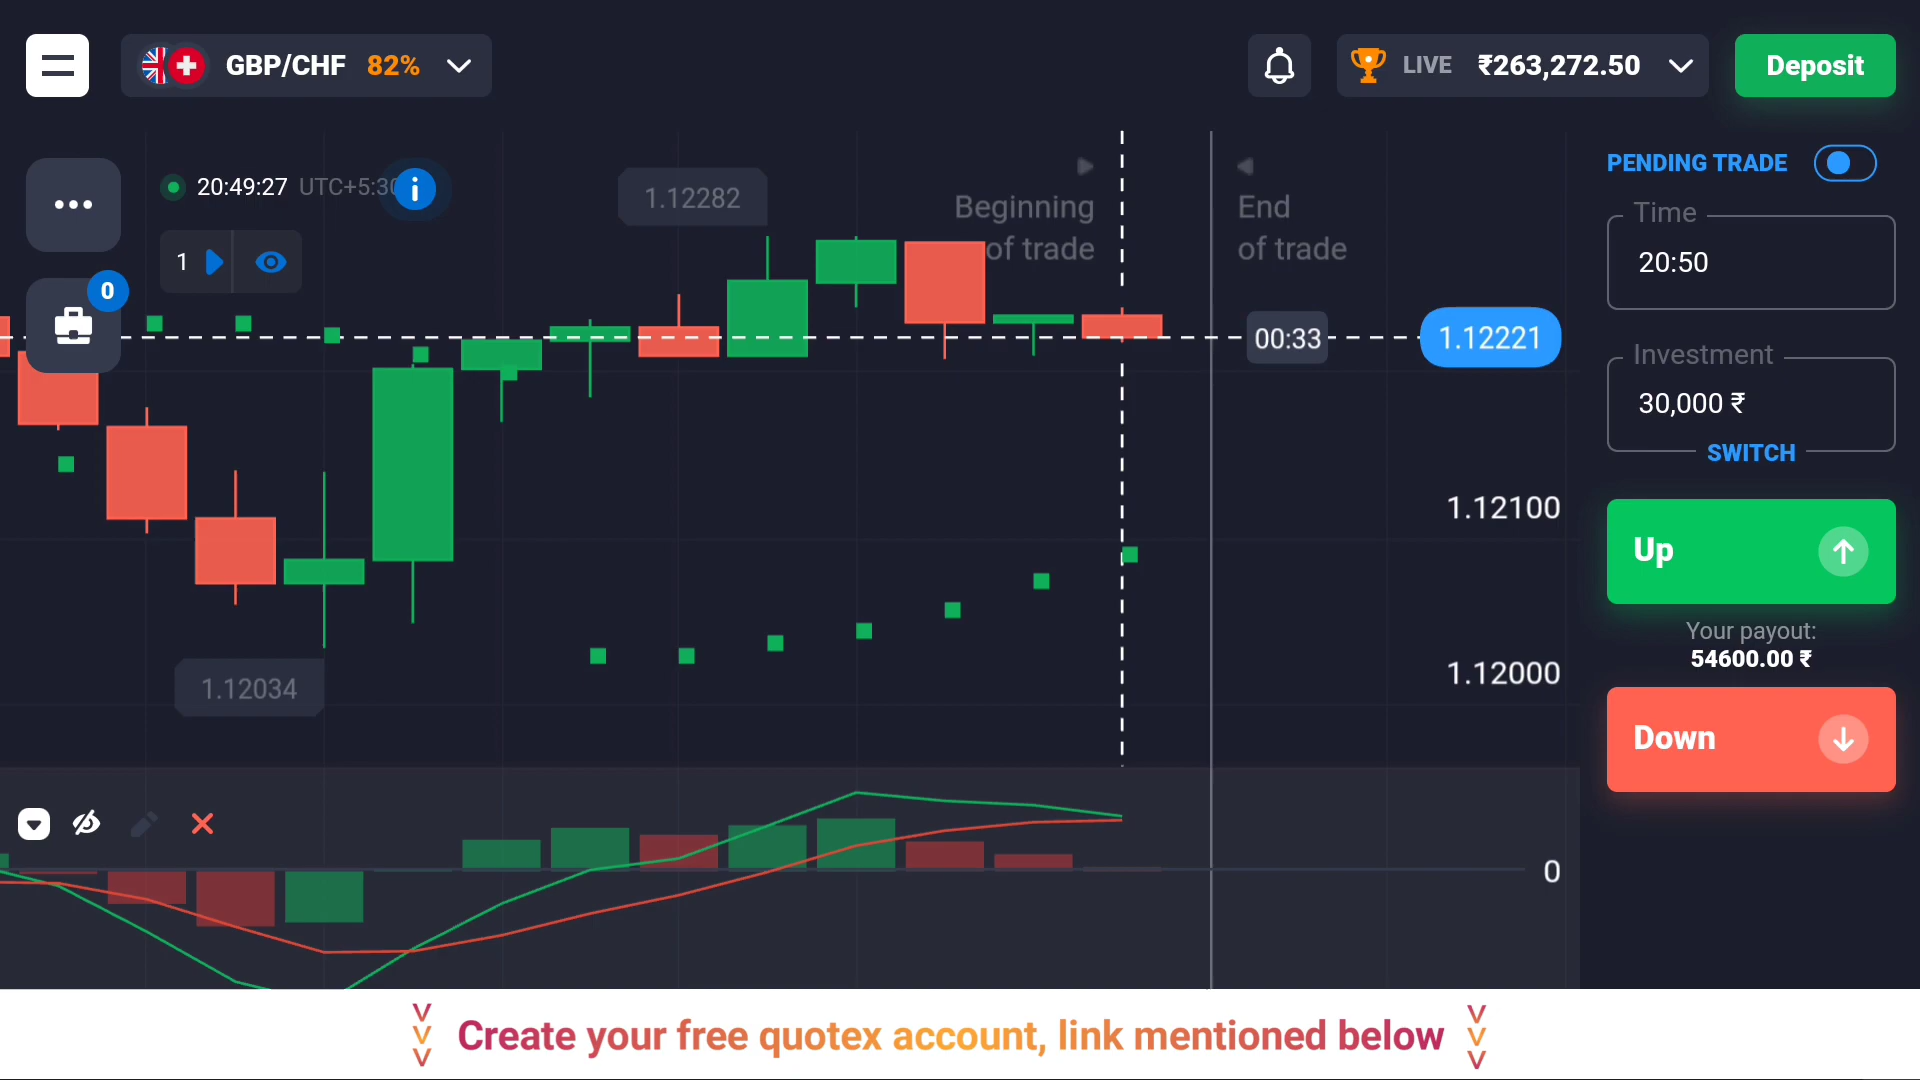 GBP/CHF 82%
LIVE ₹263,272.50
Deposit
20:49:27 UTC+5:30
i
1
0
1.12282
Beginning
of trade
End
of trade
00:33
1.12221
1.12100
1.12000
1.12034
0
PENDING TRADE
Time
20:50
Investment
30,000 ₹
SWITCH
Up
Your payout:
54600.00 ₹
Down
Create your free quotex account, link mentioned below